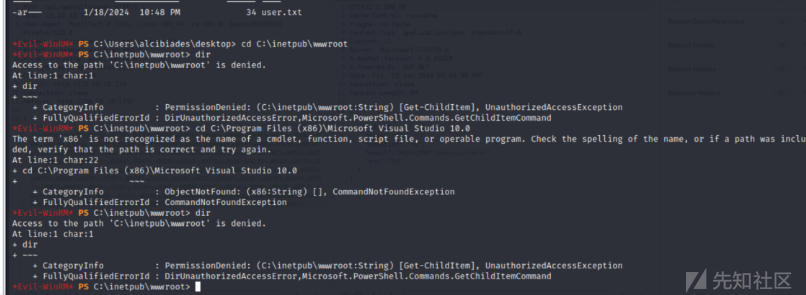 -ar--- 1/18/2024 34 user.txt
*Evil-WinRM* PS C:\Users\alcibiades\desktop> cd C:\inetpub\wwwroot
*Evil-WinRM* PS C:\inetpub\wwwroot> dir
Access to the path 'C:\inetpub\wwwroot' is denied.
At line:1 char:1
+ dir
+ ~~~
+ CategoryInfo : PermissionDenied: (C:\inetpub\wwwroot:String) [Get-ChildItem], UnauthorizedAccessException
+ FullyQualifiedErrorId : DirUnauthorizedAccessError,Microsoft.PowerShell.Commands.GetChildItemCommand
*Evil-WinRM* PS C:\inetpub\wwwroot> cd C:\Program Files (x86)\Microsoft Visual Studio 10.0
The term 'x86' is not recognized as the name of a cmdlet, function, script file, or operable program. Check the spelling of the name, or if a path was inclu
ded, verify that the path is correct and try again.
At line:1 char:22
+ cd C:\Program Files (x86)\Microsoft Visual Studio 10.0
+ ~~~
+ CategoryInfo : ObjectNotFound: (x86:String) [], CommandNotFoundException
+ FullyQualifiedErrorId : CommandNotFoundException
*Evil-WinRM* PS C:\inetpub\wwwroot> dir
Access to the path 'C:\inetpub\wwwroot' is denied.
At line:1 char:1
+ dir
+ ~~~
+ CategoryInfo : PermissionDenied: (C:\inetpub\wwwroot:String) [Get-ChildItem], UnauthorizedAccessException
+ FullyQualifiedErrorId : DirUnauthorizedAccessError,Microsoft.PowerShell.Commands.GetChildItemCommand
*Evil-WinRM* PS C:\inetpub\wwwroot>
先知社区